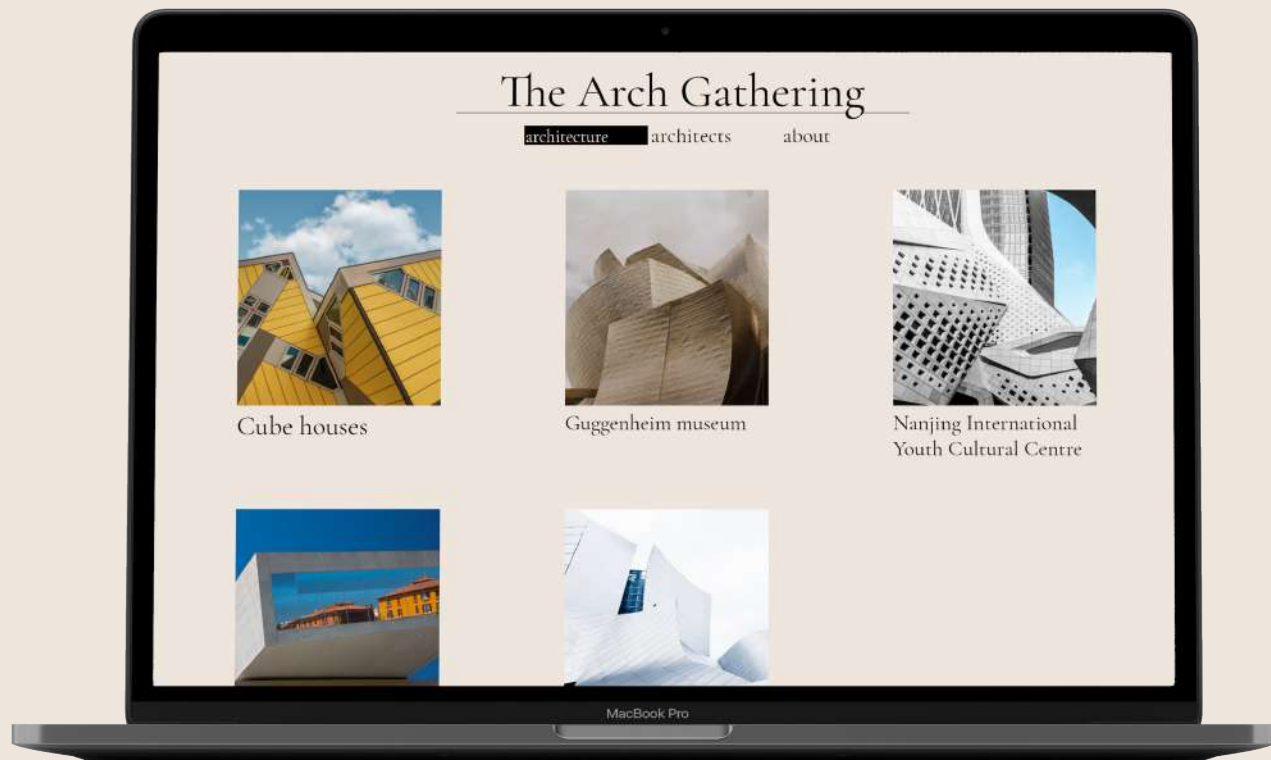 The Arch Gathering
architecture architects about
Cube houses
Guggenheim museum
Nanjing International
Youth Cultural Centre
MacBook Pro